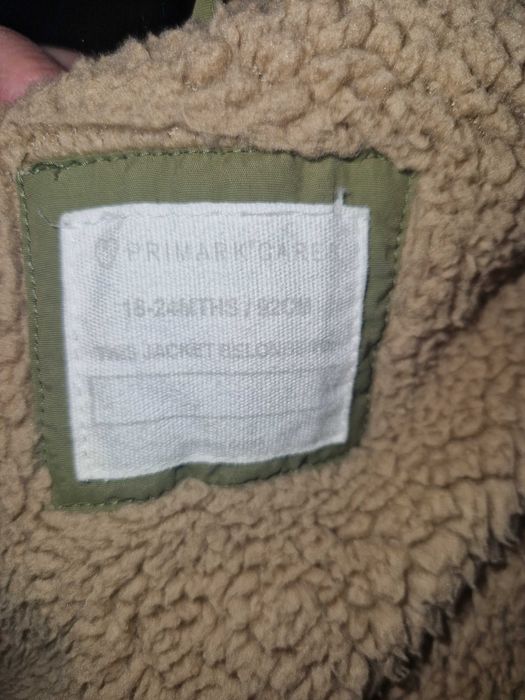 PRIMARK CARES
18-24MTHS / 92CM
THIS JACKET BELONGS TO: